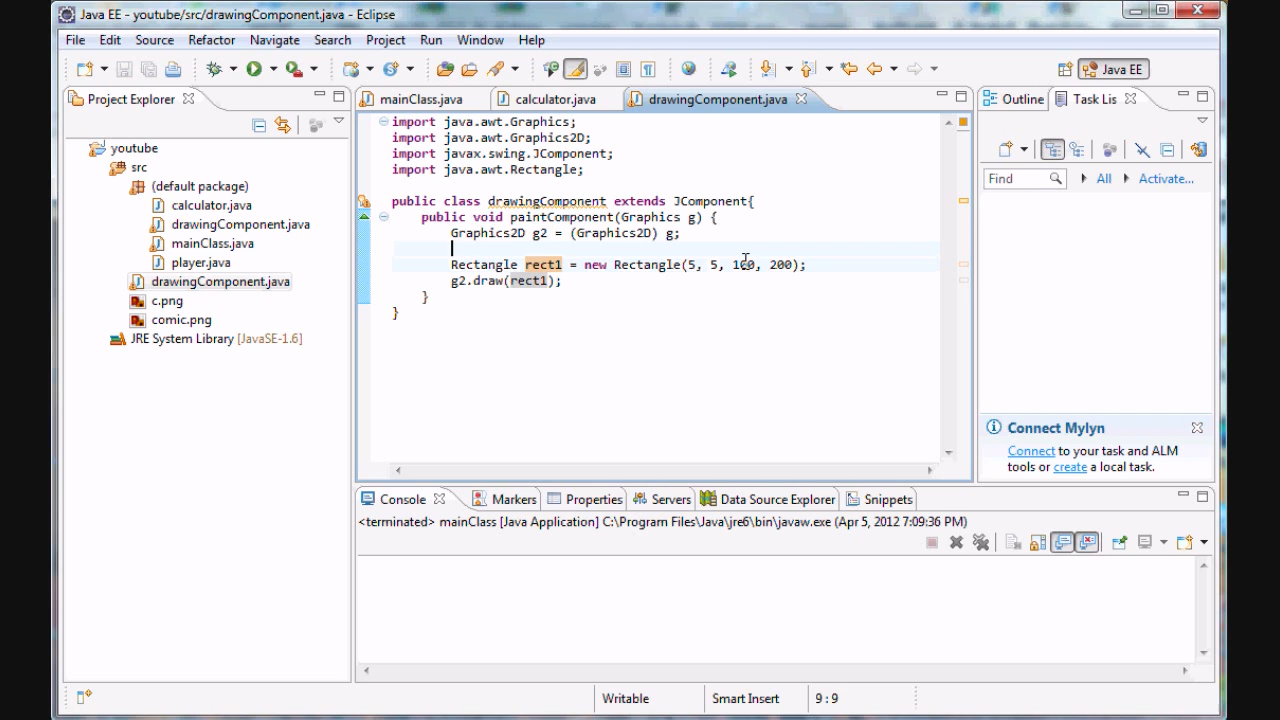 Java EE - youtube/src/drawingComponent.java - Eclipse
File Edit Source Refactor Navigate Search Project Run Window Help
Java EE
Project Explorer
mainClass.java calculator.java drawingComponent.java
Outline Task Lis
youtube
src
(default package)
calculator.java
drawingComponent.java
mainClass.java
player.java
drawingComponent.java
c.png
comic.png
JRE System Library [JavaSE-1.6]
import java.awt.Graphics;
import java.awt.Graphics2D;
import javax.swing.JComponent;
import java.awt.Rectangle;
public class drawingComponent extends JComponent{
public void paintComponent(Graphics g) {
Graphics2D g2 = (Graphics2D) g;
Rectangle rect1 = new Rectangle(5, 5, 100, 200);
g2.draw(rect1);
}
}
Find All Activate...
Connect Mylyn
Connect to your task and ALM
tools or create a local task.
Console Markers Properties Servers Data Source Explorer Snippets
<terminated> mainClass [Java Application] C:\Program Files\Java\jre6\bin\javaw.exe (Apr 5, 2012 7:09:36 PM)
Writable Smart Insert 9 : 9